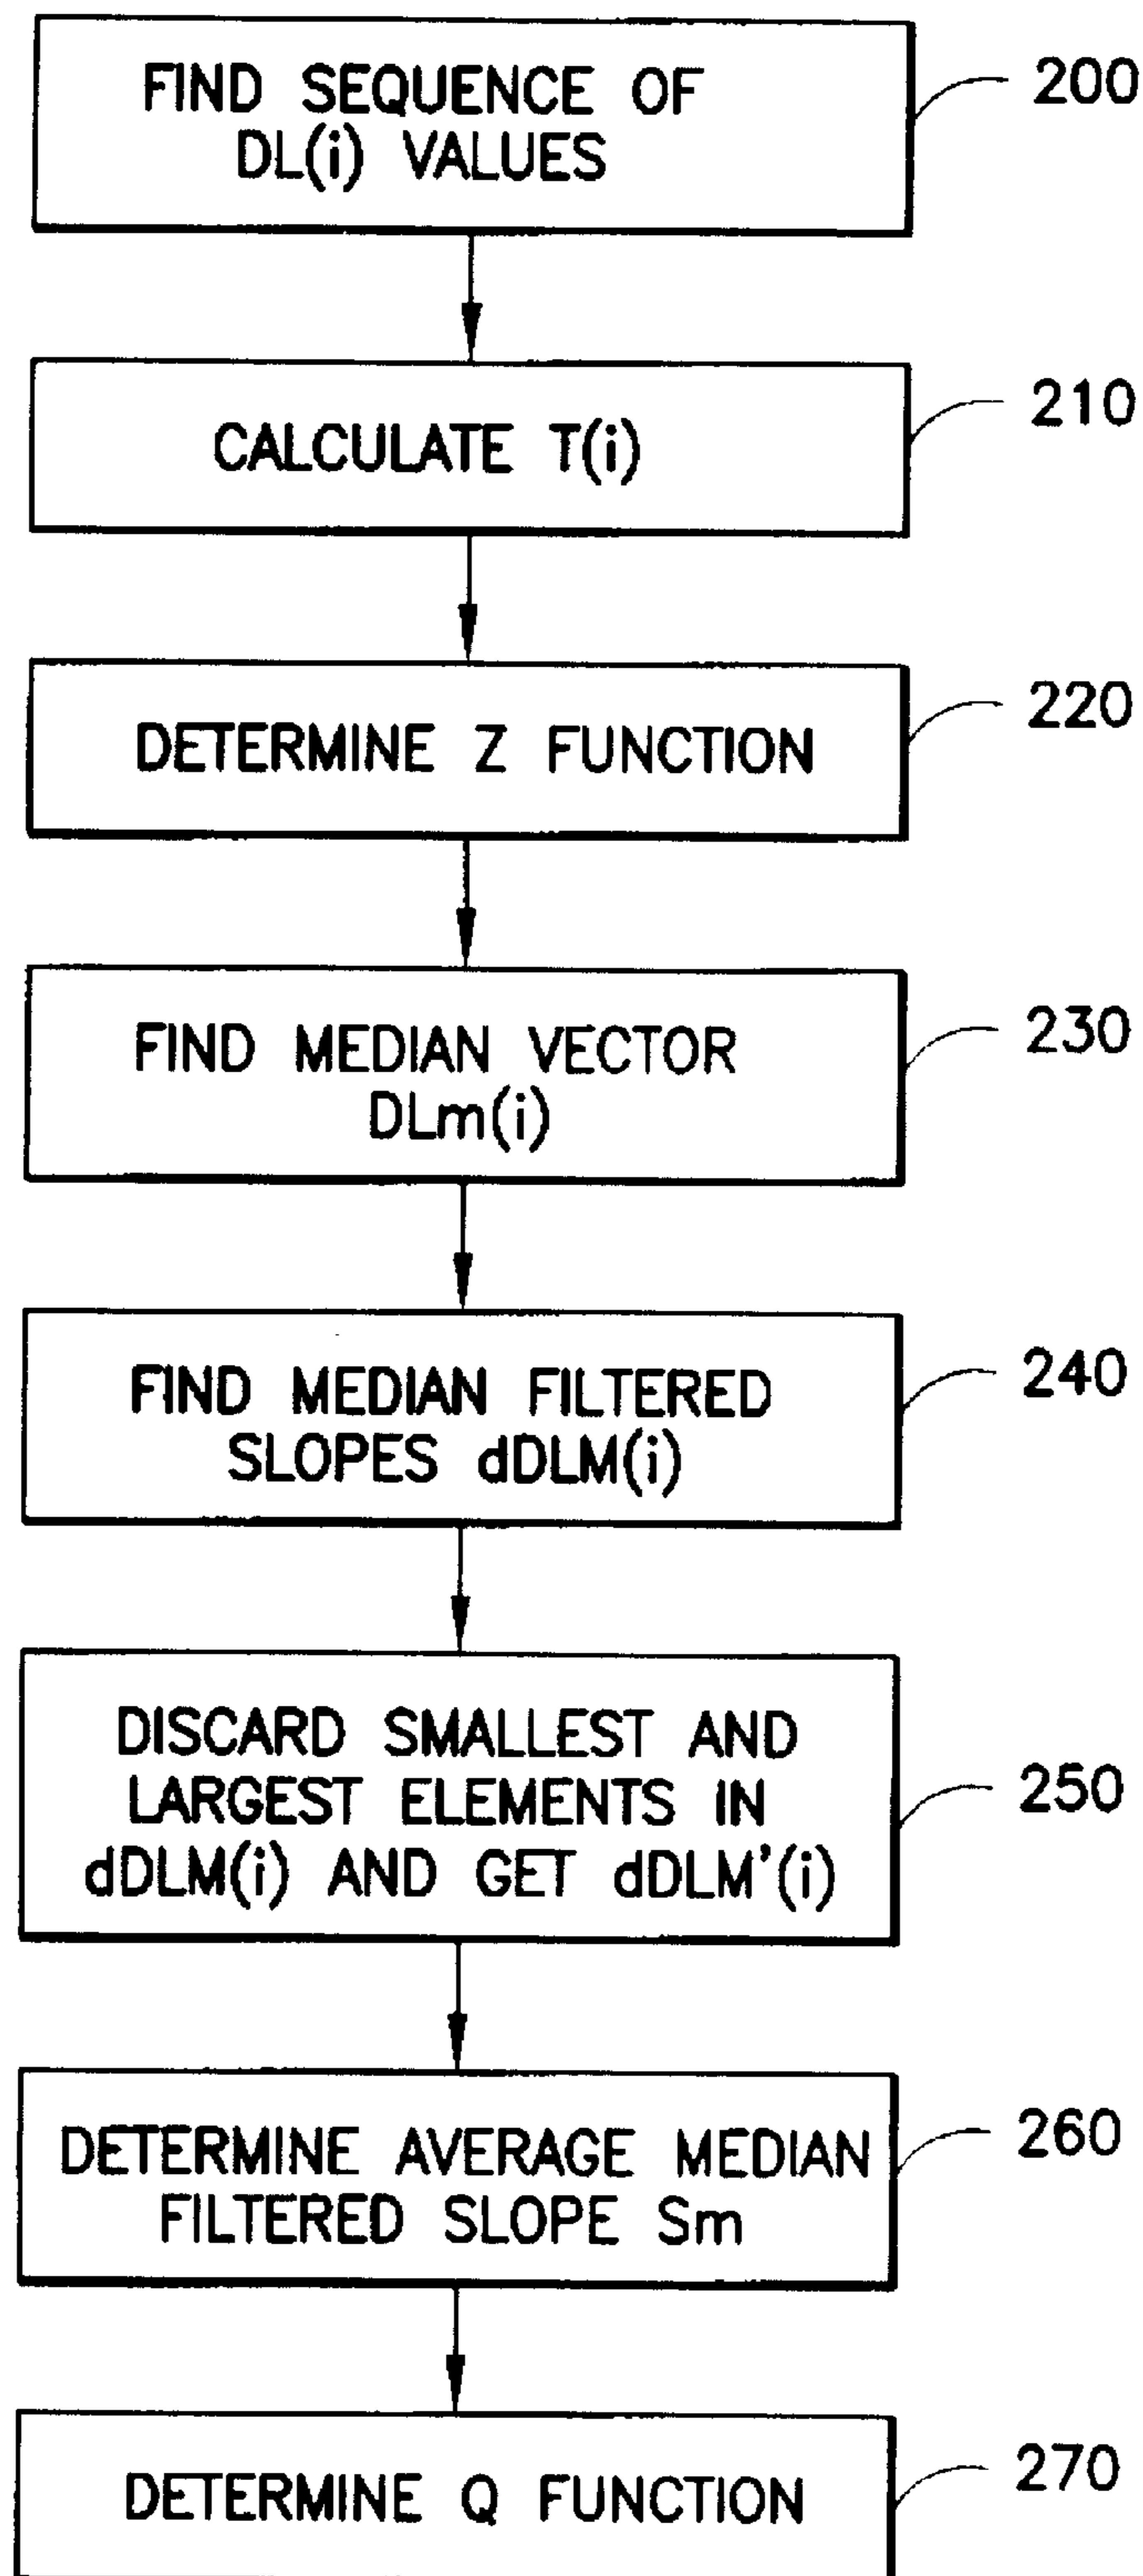 FIND SEQUENCE OF
DL(i) VALUES
200
CALCULATE T(i)
210
DETERMINE Z FUNCTION
220
FIND MEDIAN VECTOR
DLm(i)
230
FIND MEDIAN FILTERED
SLOPES dDLM(i)
240
DISCARD SMALLEST AND
LARGEST ELEMENTS IN
dDLM(i) AND GET dDLM'(i)
250
DETERMINE AVERAGE MEDIAN
FILTERED SLOPE Sm
260
DETERMINE Q FUNCTION
270